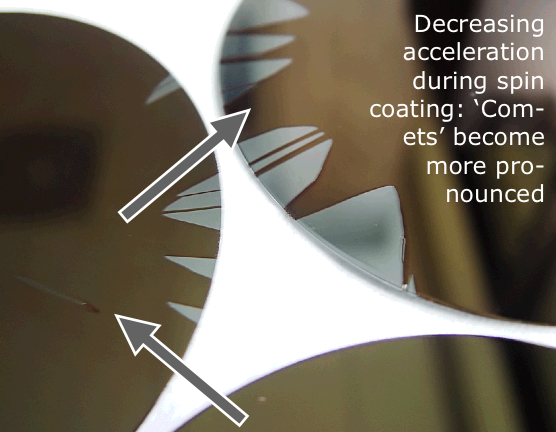 Decreasing
acceleration
during spin
coating: ‘Com-
ets’ become
more pro-
nounced